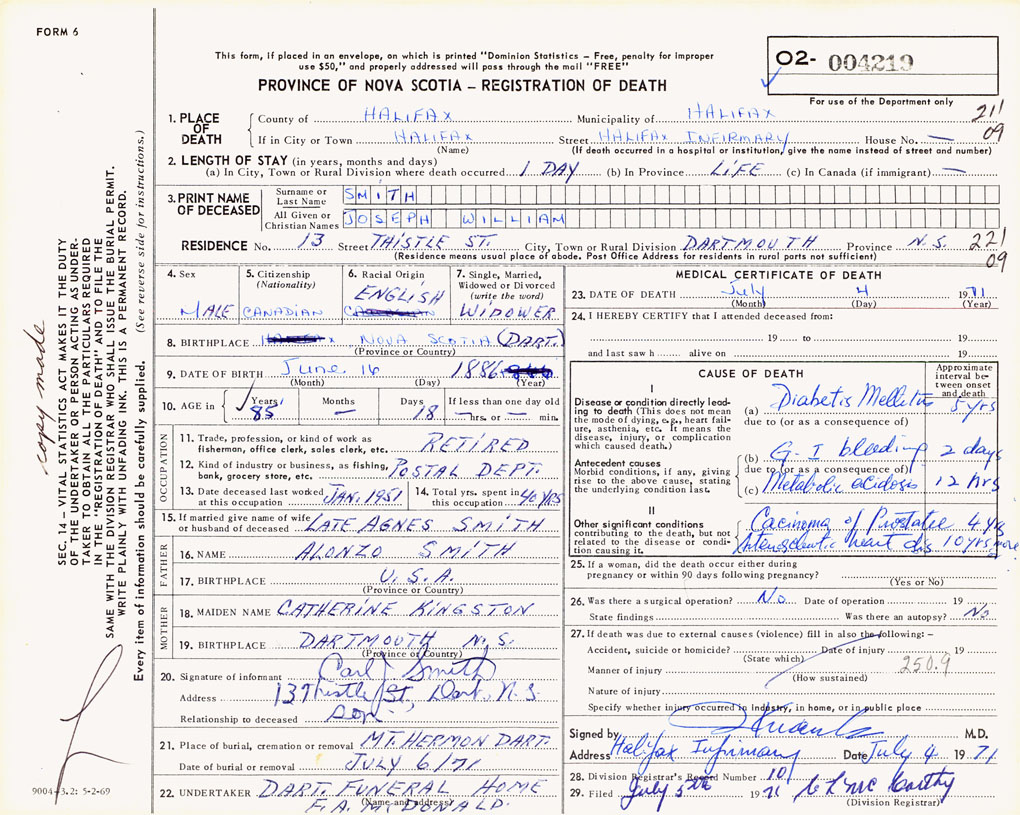 FORM 6
This form, if placed in an envelope, on which is printed "Dominion Statistics – Free, penalty for improper
use $50," and properly addressed will pass through the mail "FREE"
PROVINCE OF NOVA SCOTIA – REGISTRATION OF DEATH
02- 004219
For use of the Department only
211
09
1. PLACE OF DEATH
County of HALIFAX Municipality of HALIFAX
If in City or Town HALIFAX Street HALIFAX INFIRMARY House No. —
(Name) (If death occurred in a hospital or institution, give the name instead of street and number)
2. LENGTH OF STAY (in years, months and days)
(a) In City, Town or Rural Division where death occurred 1 DAY (b) In Province LIFE (c) In Canada (if immigrant) —
3. PRINT NAME OF DECEASED
Surname or Last Name SMITH
All Given or Christian Names JOSEPH WILLIAM
RESIDENCE No. 13 Street THISTLE ST. City, Town or Rural Division DARTMOUTH Province N.S.
(Residence means usual place of abode. Post Office Address for residents in rural parts not sufficient)
221
09
4. Sex MALE
5. Citizenship (Nationality) CANADIAN
6. Racial Origin ENGLISH
7. Single, Married, Widowed or Divorced (write the word) WIDOWER
8. BIRTHPLACE NOVA SCOTIA (DART.)
(Province or Country)
9. DATE OF BIRTH June 16 1886
(Month) (Day) (Year)
10. AGE in Years 85 Months — Days 18 If less than one day old — hrs. or — min.
OCCUPATION
11. Trade, profession, or kind of work as fisherman, office clerk, sales clerk, etc. RETIRED
12. Kind of industry or business, as fishing, bank, grocery store, etc. POSTAL DEPT.
13. Date deceased last worked at this occupation JAN. 1951
14. Total yrs. spent in this occupation 40 YRS
15. If married give name of wife or husband of deceased LATE AGNES SMITH
FATHER
16. NAME ALONZO SMITH
17. BIRTHPLACE U.S.A.
(Province or Country)
MOTHER
18. MAIDEN NAME CATHERINE KINGSTON
19. BIRTHPLACE DARTMOUTH N.S.
(Province or Country)
20. Signature of informant Carl J. Smith
Address 13 Thistle St., Dart, N.S.
Relationship to deceased Son
21. Place of burial, cremation or removal MT. HERMON DART.
Date of burial or removal JULY 6/71
22. UNDERTAKER DART. FUNERAL HOME
(Name and address)
F.A. McDONALD.
MEDICAL CERTIFICATE OF DEATH
23. DATE OF DEATH July 4 1971
(Month) (Day) (Year)
24. I HEREBY CERTIFY that I attended deceased from:
19 to 19
and last saw h alive on 19
CAUSE OF DEATH
Approximate interval between onset and death
I
Disease or condition directly leading to death (This does not mean the mode of dying, e.g., heart failure, asthenia, etc. It means the disease, injury, or complication which caused death.)
(a) Diabetis Mellitus 5 yrs
due to (or as a consequence of)
Antecedent causes
Morbid conditions, if any, giving rise to the above cause, stating the underlying condition last.
(b) G. I bleeding 2 days
due to (or as a consequence of)
(c) Metabolic acidosis 12 hrs
II
Other significant conditions contributing to the death, but not related to the disease or condition causing it.
Cacinoma of Prostatee 4 yrs
heart dis 10 yrs more
25. If a woman, did the death occur either during pregnancy or within 90 days following pregnancy?
(Yes or No)
26. Was there a surgical operation? No Date of operation 19
State findings Was there an autopsy? No
27. If death was due to external causes (violence) fill in also the following: –
Accident, suicide or homicide? Date of injury 19
(State which)
Manner of injury 250.9
(How sustained)
Nature of injury
Specify whether injury occurred in industry, in home, or in public place
Signed by M.D.
Address Halifax Infirmary Date July 4 1971
28. Division Registrar's Record Number 10
29. Filed July 5th 1971
(Division Registrar)
SEC. 14 – VITAL STATISTICS ACT MAKES IT THE DUTY
OF THE UNDERTAKER OR PERSON ACTING AS UNDER-
TAKER TO OBTAIN ALL THE PARTICULARS REQUIRED
IN THE "REGISTRATION OF DEATH" AND TO FILE THE
SAME WITH THE DIVISION REGISTRAR WHO SHALL ISSUE THE BURIAL PERMIT.
WRITE PLAINLY WITH UNFADING INK. THIS IS A PERMANENT RECORD.
Every item of information should be carefully supplied. (See reverse side for instructions.)
copy made
9004-3.2: 5-2-69